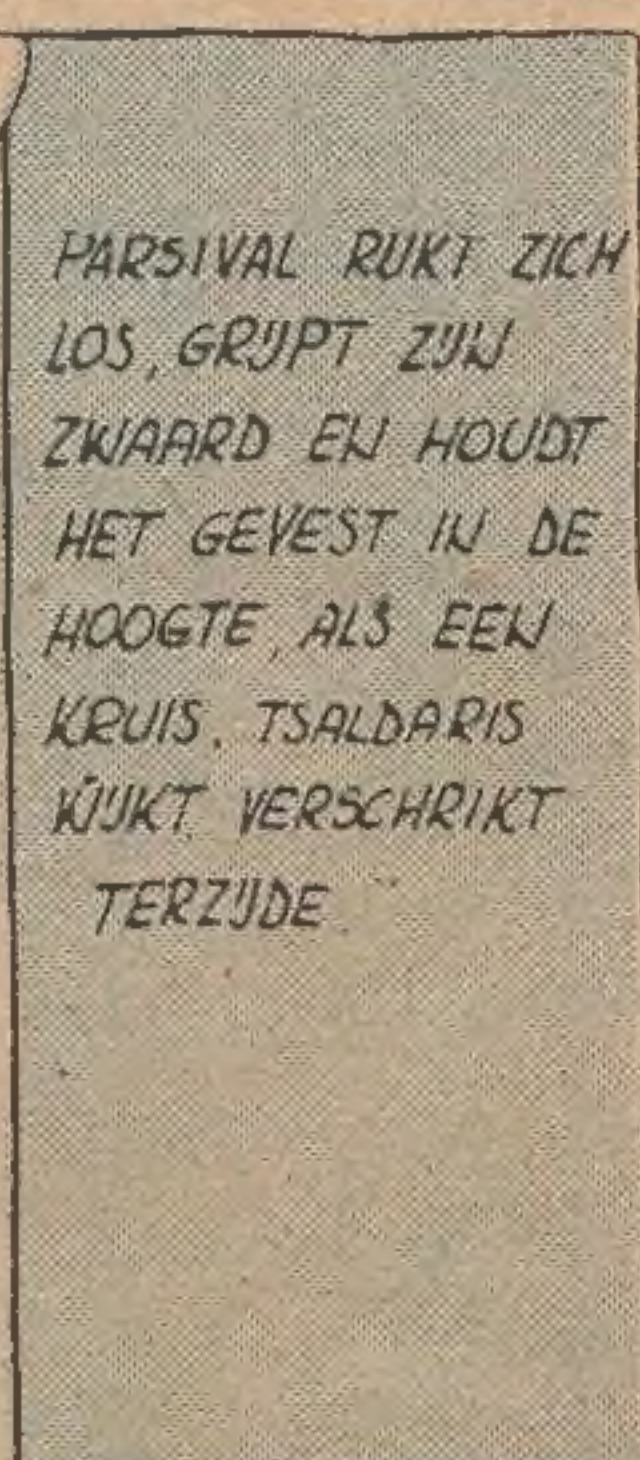 PARSIVAL RUKT ZICH
LOS, GRIJPT ZIJN
ZWAARD EN HOUDT
HET GEVEST IN DE
HOOGTE, ALS EEN
KRUIS. TSALDARIS
WIJKT VERSCHRIKT
TERZIJDE.